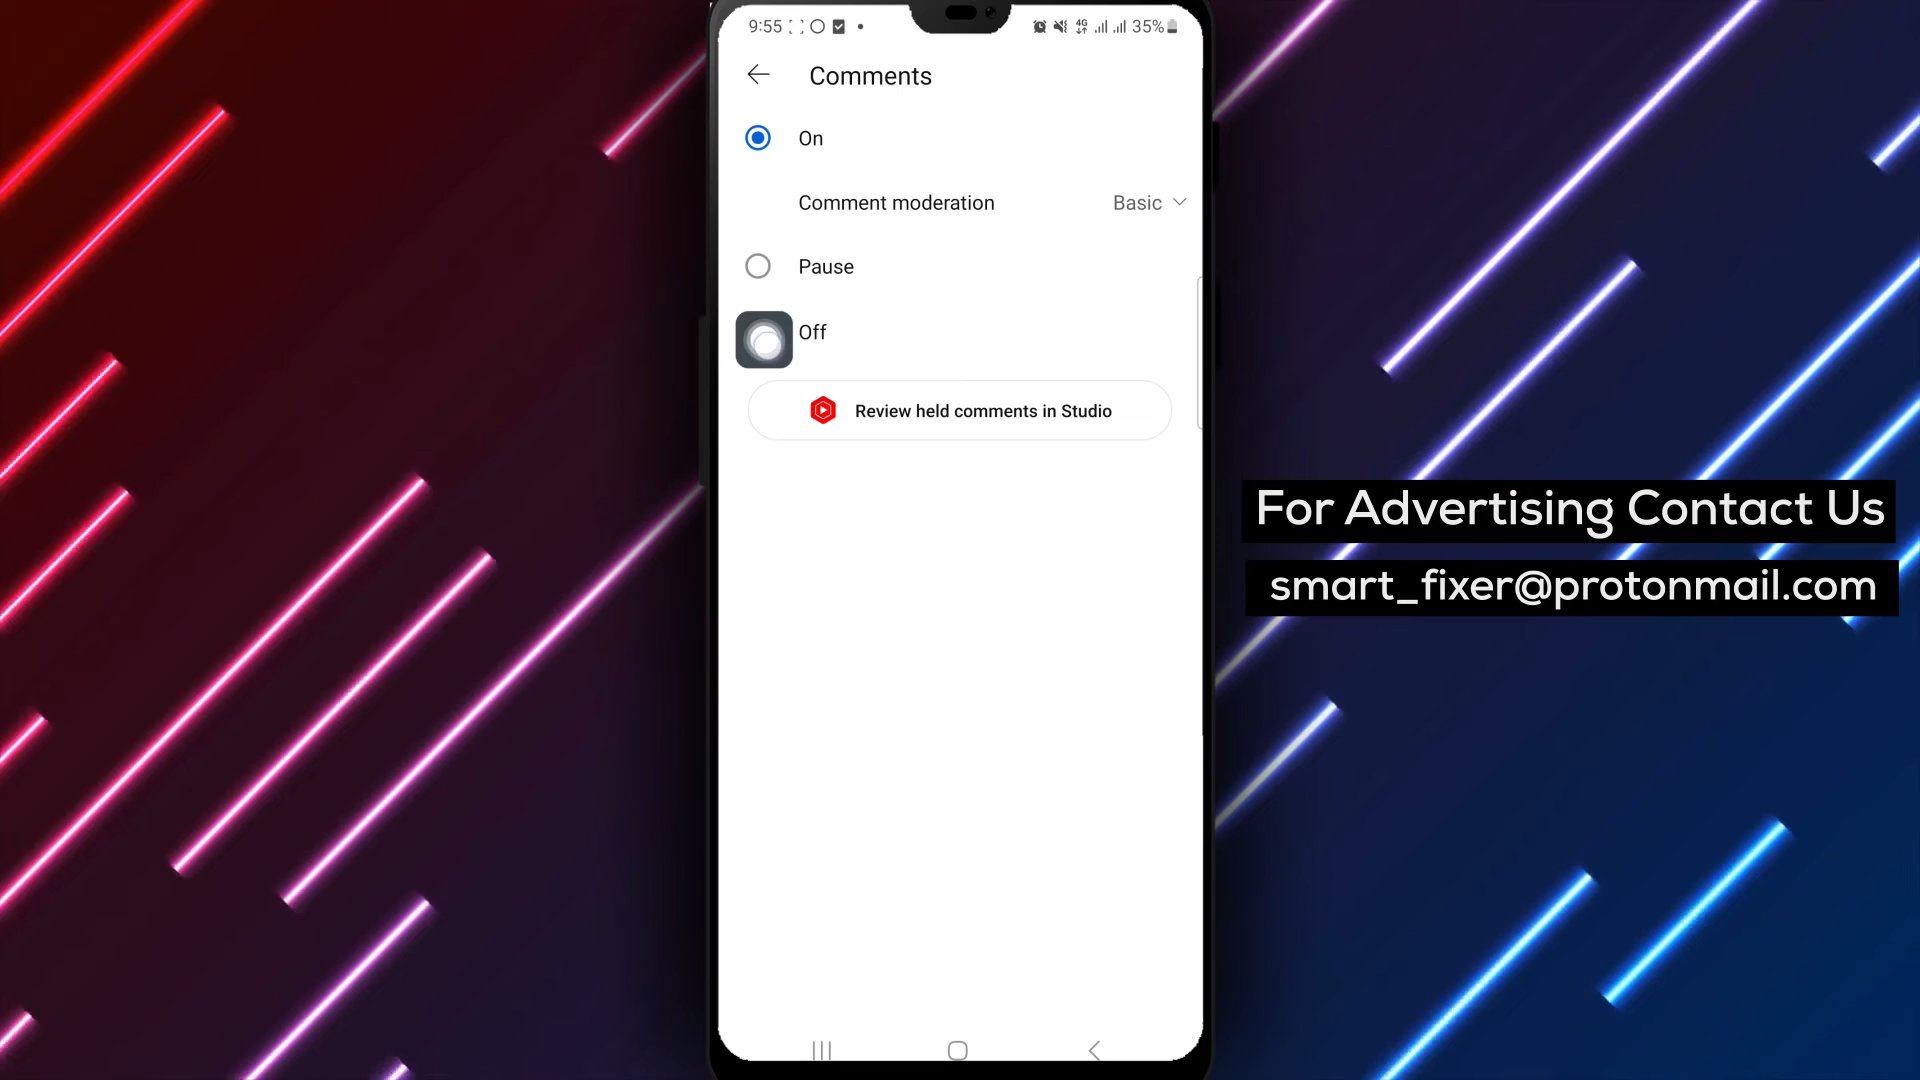 9:55
4G
35%
Comments
On
Comment moderation
Basic
Pause
Off
Review held comments in Studio
For Advertising Contact Us
smart_fixer@protonmail.com